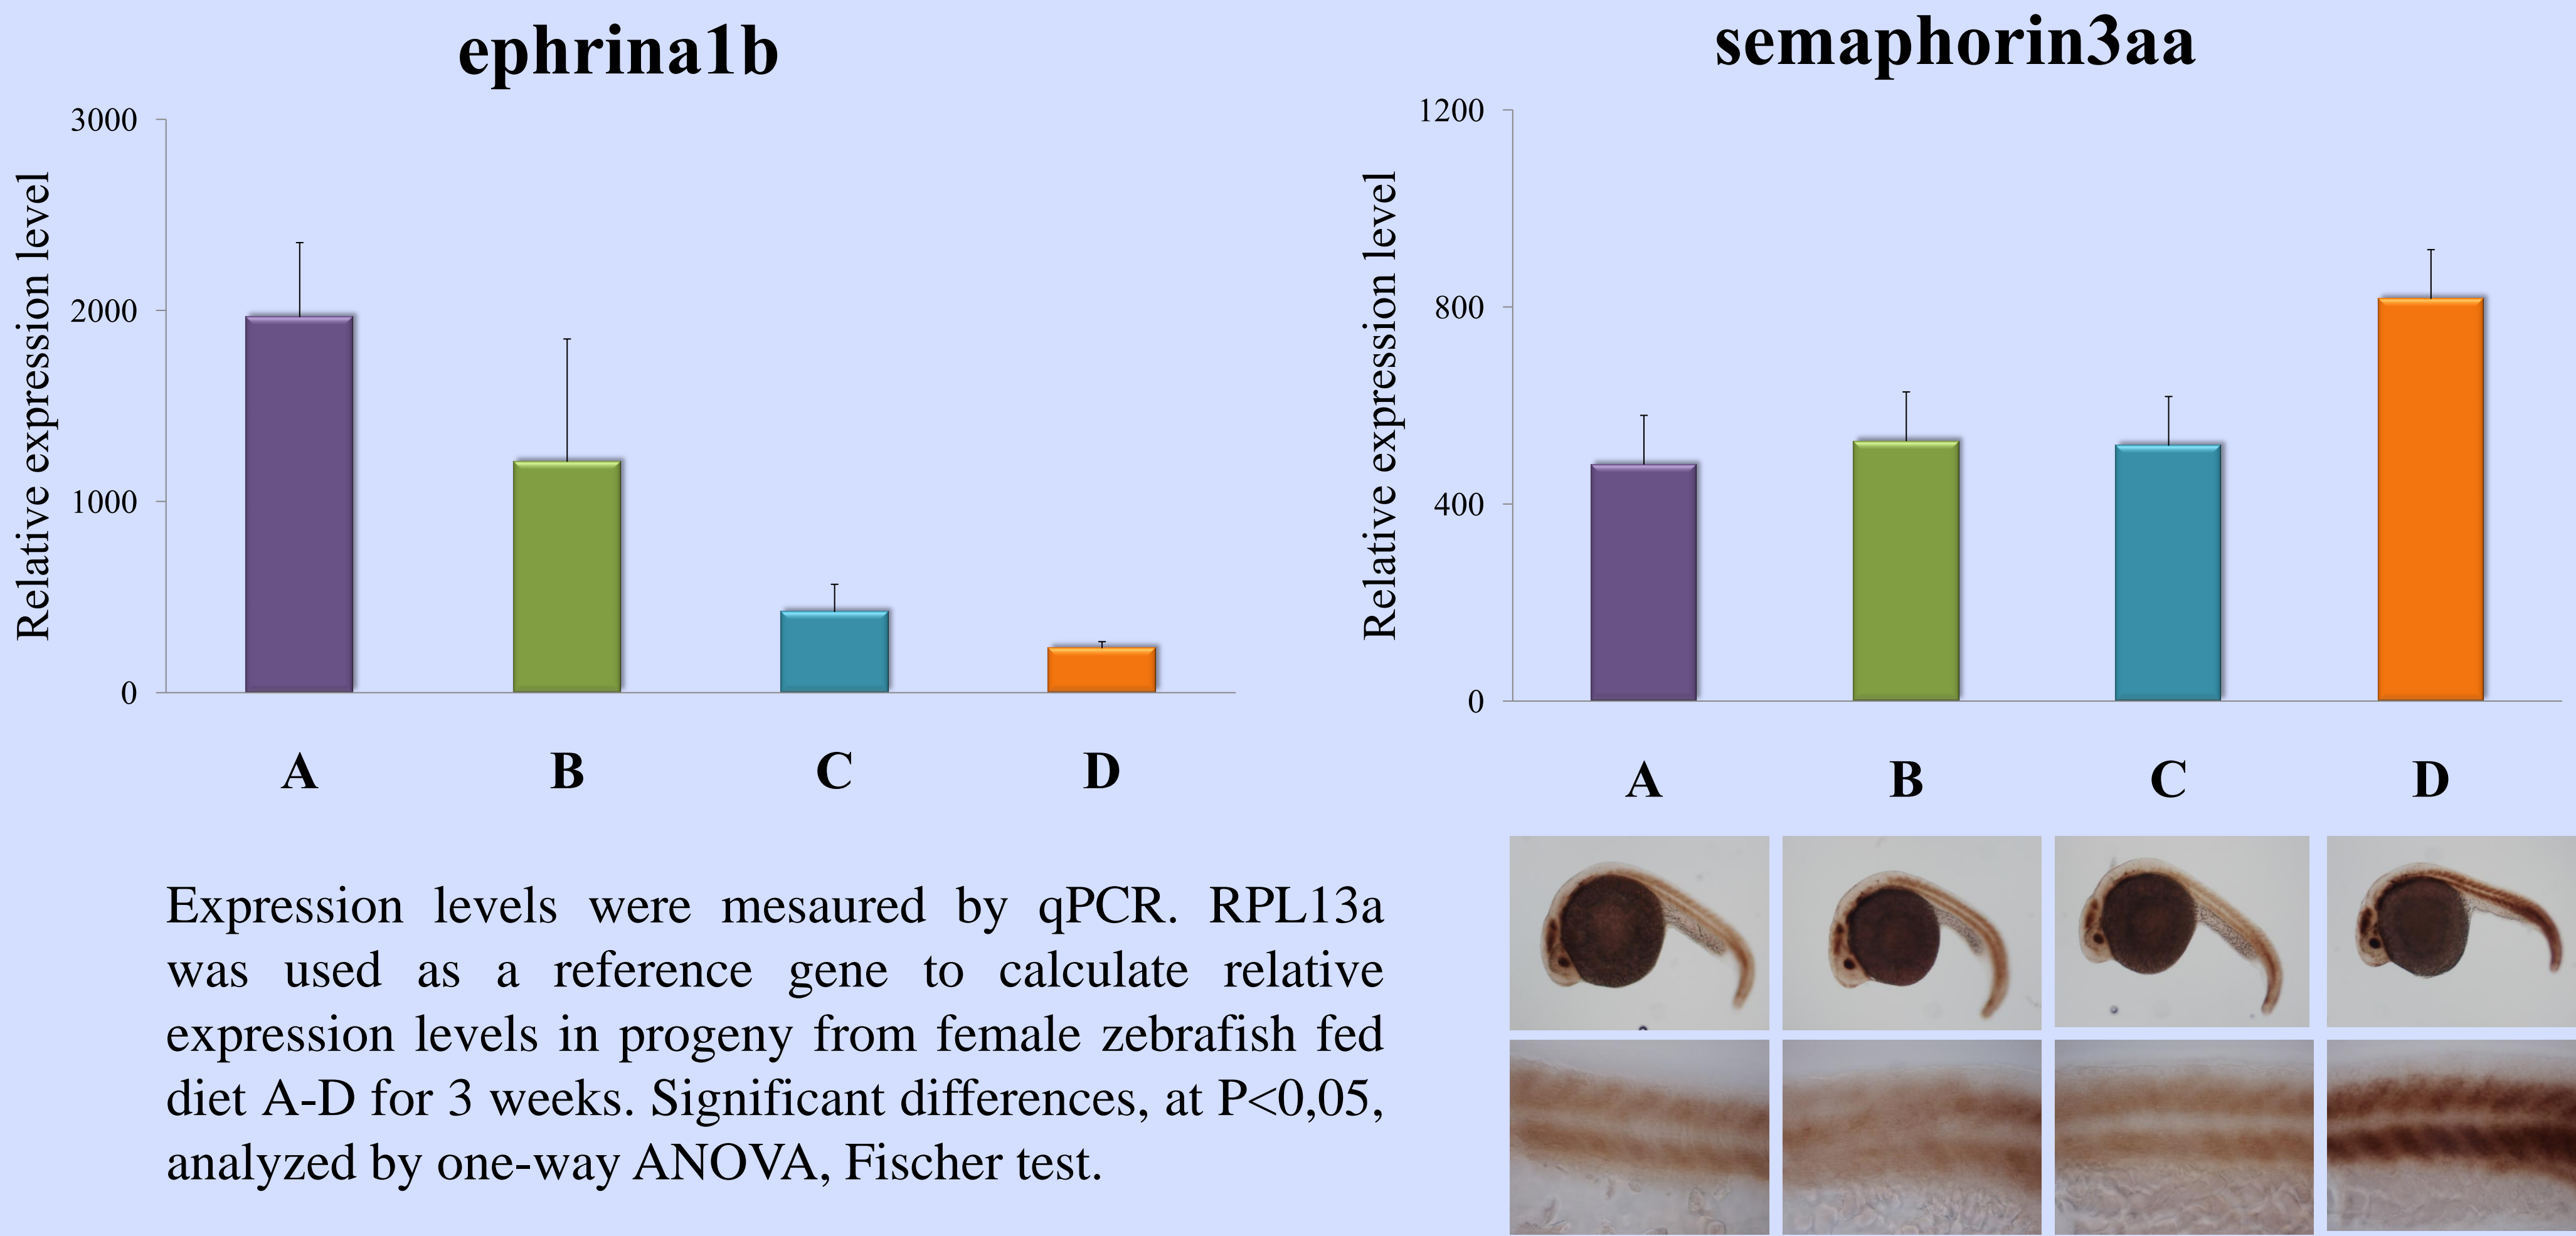 ephrina1b
Relative expression level
3000
2000
1000
0
A B C D
semaphorin3aa
Relative expression level
1200
800
400
0
A B C D
Expression levels were mesaured by qPCR. RPL13a
was used as a reference gene to calculate relative
expression levels in progeny from female zebrafish fed
diet A-D for 3 weeks. Significant differences, at P<0,05,
analyzed by one-way ANOVA, Fischer test.